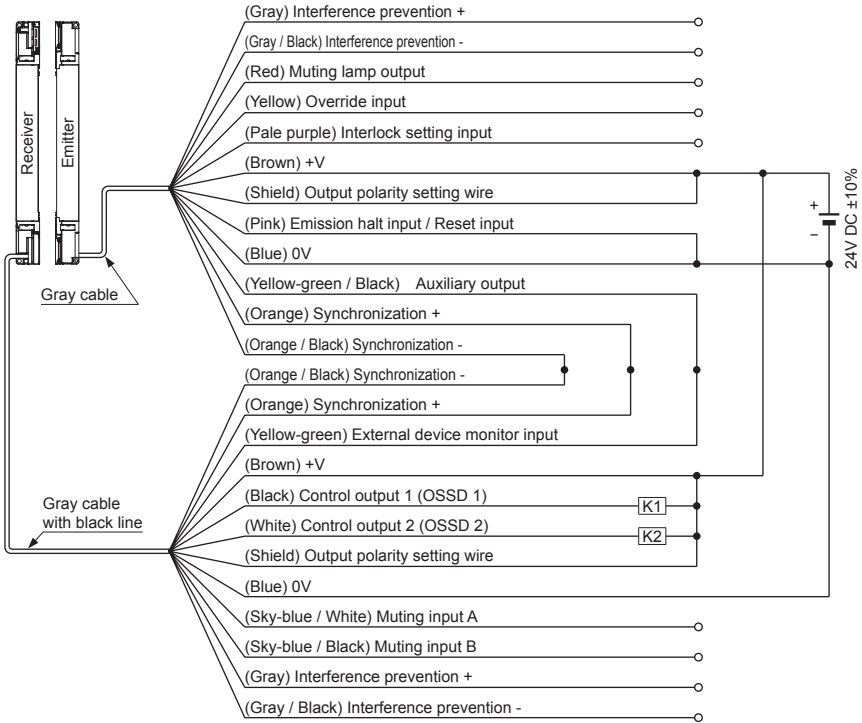 (Gray) Interference prevention +
(Gray / Black) Interference prevention -
(Red) Muting lamp output
(Yellow) Override input
(Pale purple) Interlock setting input
(Brown) +V
(Shield) Output polarity setting wire
(Pink) Emission halt input / Reset input
(Blue) 0V
(Yellow-green / Black) Auxiliary output
(Orange) Synchronization +
(Orange / Black) Synchronization -
Receiver
Emitter
Gray cable
+
−
24V DC ±10%
(Orange / Black) Synchronization -
(Orange) Synchronization +
(Yellow-green) External device monitor input
(Brown) +V
(Black) Control output 1 (OSSD 1)
K1
(White) Control output 2 (OSSD 2)
K2
(Shield) Output polarity setting wire
(Blue) 0V
(Sky-blue / White) Muting input A
(Sky-blue / Black) Muting input B
(Gray) Interference prevention +
(Gray / Black) Interference prevention -
Gray cable
with black line